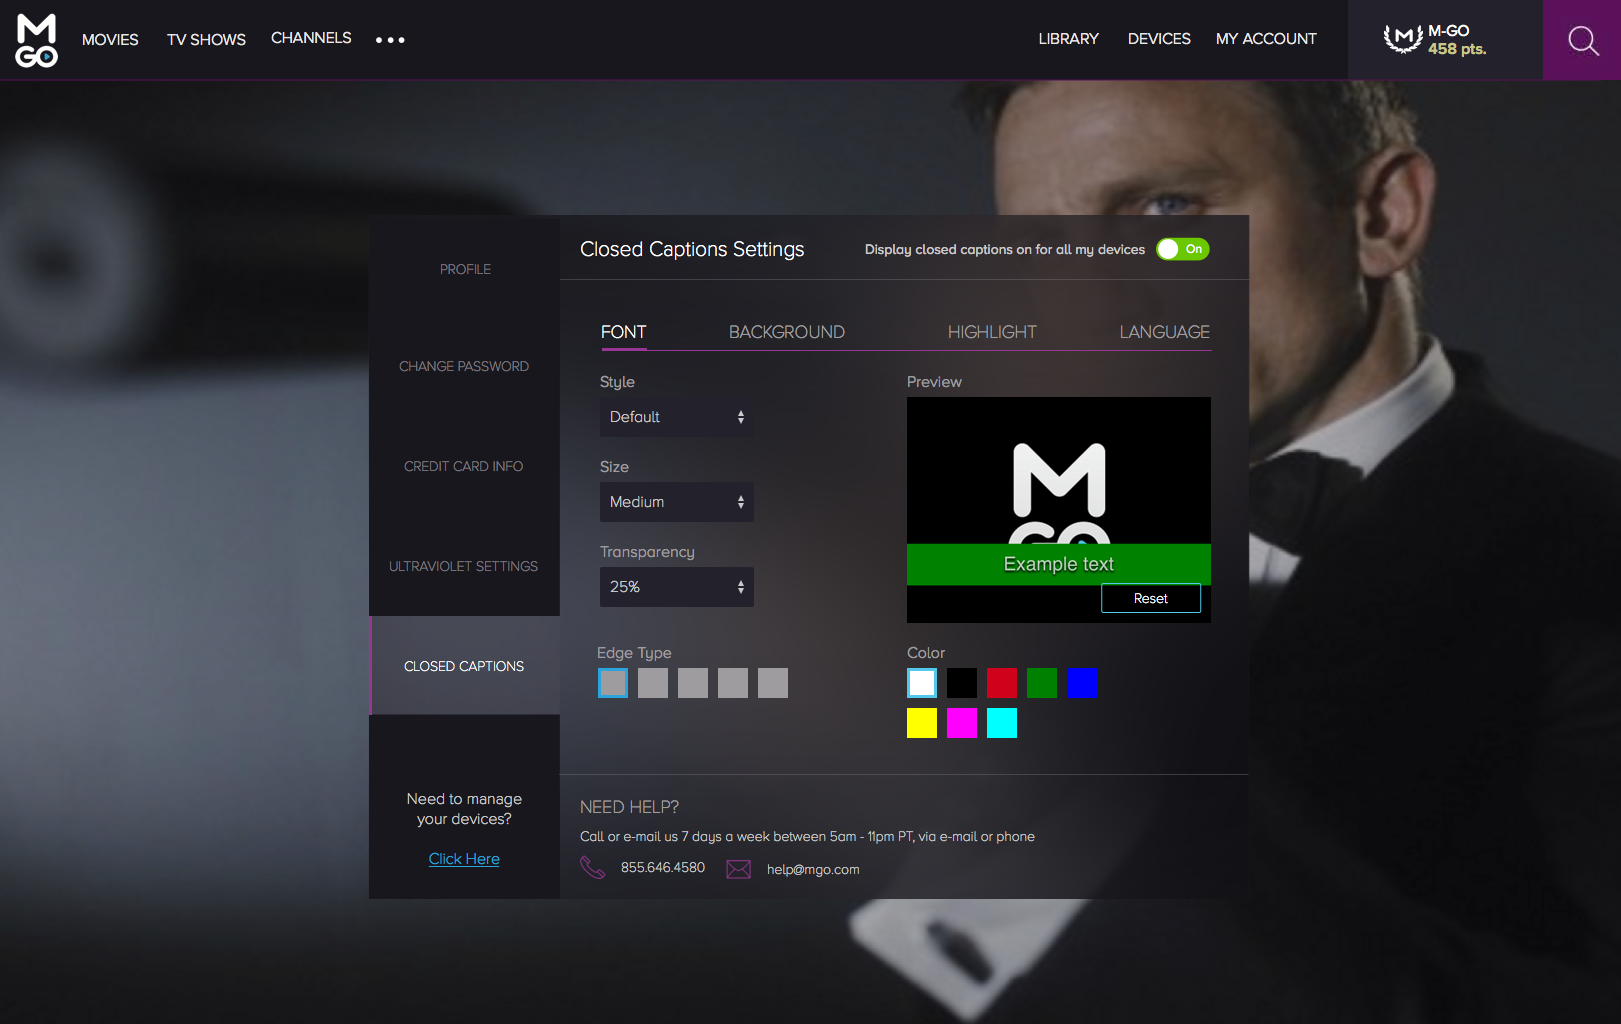 M
GO
MOVIES
TV SHOWS
CHANNELS
LIBRARY
DEVICES
MY ACCOUNT
M
M-GO
458 pts.
PROFILE
CHANGE PASSWORD
CREDIT CARD INFO
ULTRAVIOLET SETTINGS
CLOSED CAPTIONS
Need to manage
your devices?
Click Here
Closed Captions Settings
Display closed captions on for all my devices
On
FONT
BACKGROUND
HIGHLIGHT
LANGUAGE
Style
Default
Size
Medium
Transparency
25%
Edge Type
Preview
M
GO
Example text
Reset
Color
NEED HELP?
Call or e-mail us 7 days a week between 5am - 11pm PT, via e-mail or phone
855.646.4580
help@mgo.com